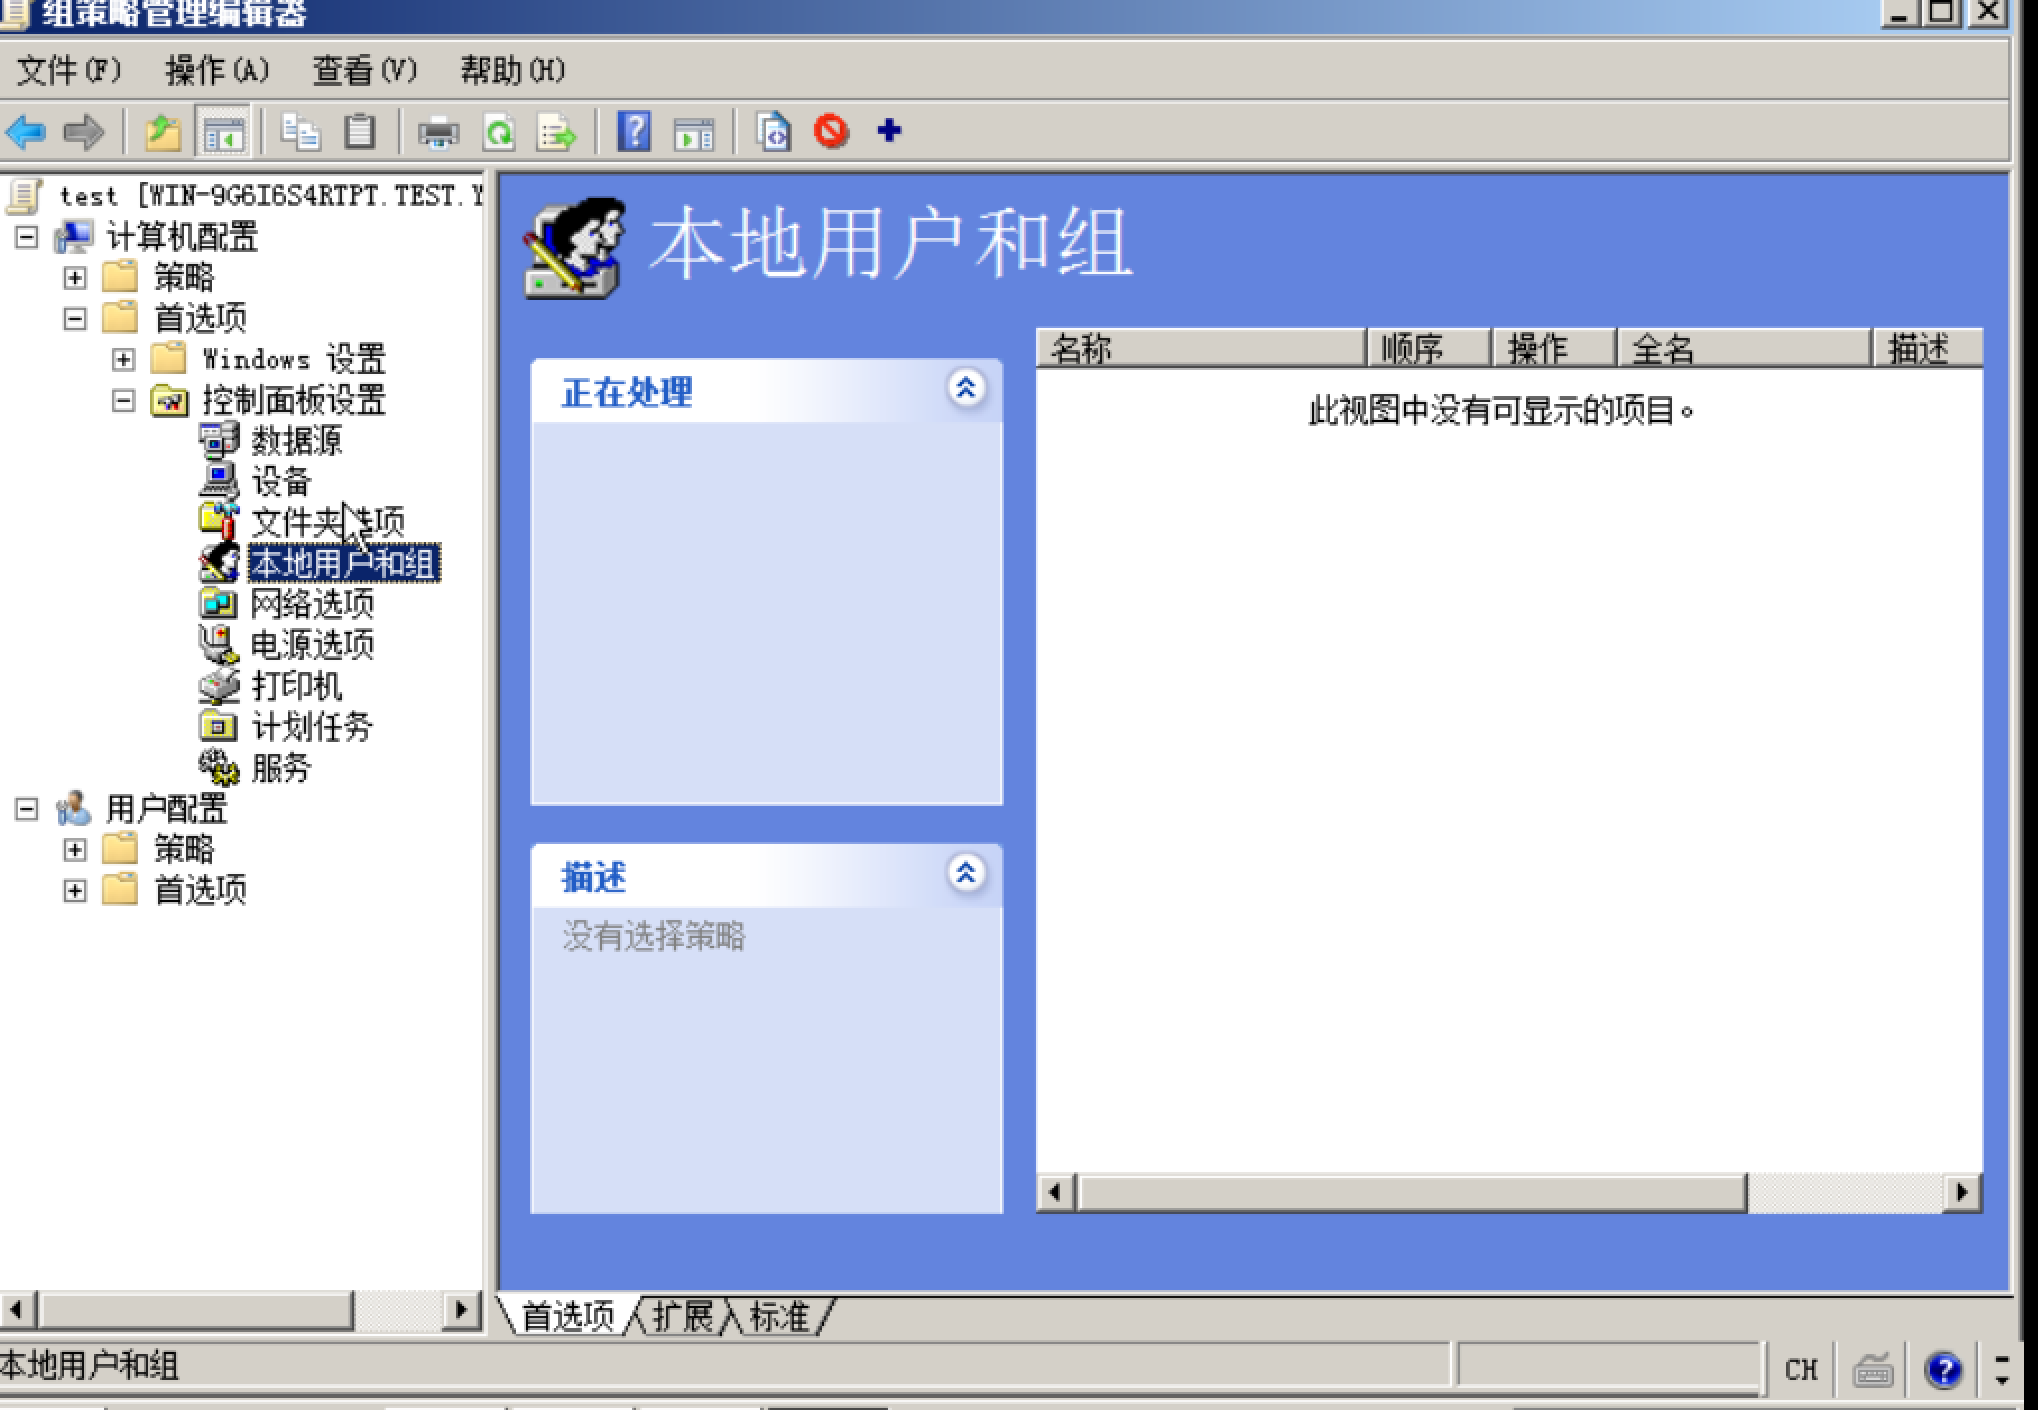 组策略管理编辑器
文件(F) 操作(A) 查看(V) 帮助(H)
test [WIN-9G6I6S4RTPT.TEST.Y
计算机配置
策略
首选项
Windows 设置
控制面板设置
数据源
设备
文件夹选项
本地用户和组
网络选项
电源选项
打印机
计划任务
服务
用户配置
策略
首选项
本地用户和组
正在处理
描述
没有选择策略
名称 顺序 操作 全名 描述
此视图中没有可显示的项目。
首选项 扩展 标准
本地用户和组
CH